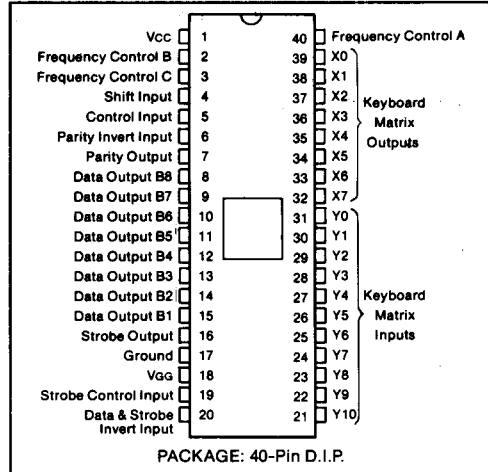 Vcc 1 40 Frequency Control A
Frequency Control B 2 39 X0
Frequency Control C 3 38 X1
Shift Input 4 37 X2
Control Input 5 36 X3
Parity Invert Input 6 35 X4
Parity Output 7 34 X5
Data Output B8 8 33 X6
Data Output B7 9 32 X7
Keyboard
Matrix
Outputs
Data Output B6 10 31 Y0
Data Output B5 11 30 Y1
Data Output B4 12 29 Y2
Data Output B3 13 28 Y3
Data Output B2 14 27 Y4
Data Output B1 15 26 Y5
Strobe Output 16 25 Y6
Ground 17 24 Y7
VGG 18 23 Y8
Strobe Control Input 19 22 Y9
Data & Strobe 20 21 Y10
Invert Input
Keyboard
Matrix
Inputs
PACKAGE: 40-Pin D.I.P.